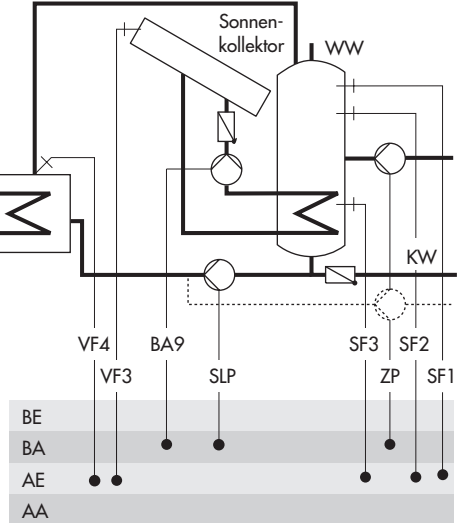 Sonnen-
kollektor
WW
KW
VF4 BA9 SF3 SF2
VF3 SLP ZP SF1
BE
BA
AE
AA